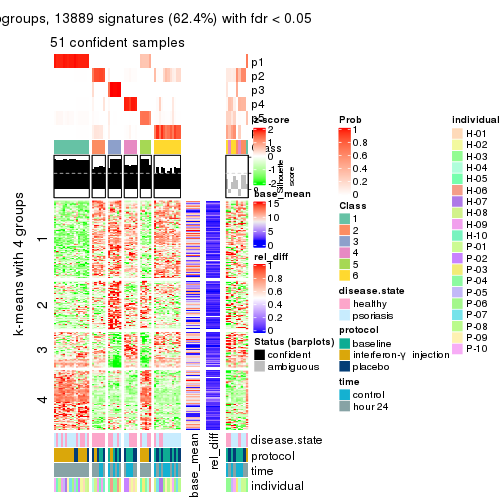 ogroups, 13889 signatures (62.4%) with fdr < 0.05
51 confident samples
p1
p2
p3
p4
p5
Silhouette
score
k-means with 4 groups
1
2
3
4
z-score
2
1
0
-1
-2
base_mean
15
10
5
0
rel_diff
1
0.8
0.6
0.4
0.2
0
Status (barplots)
confident
ambiguous
Prob
1
0.8
0.6
0.4
0.2
0
Class
1
2
3
4
5
6
disease.state
healthy
psoriasis
protocol
baseline
interferon-γ injection
placebo
time
control
hour 24
individual
H-01
H-02
H-03
H-04
H-05
H-06
H-07
H-08
H-09
H-10
P-01
P-02
P-03
P-04
P-05
P-06
P-07
P-08
P-09
P-10
disease.state
protocol
time
individual
base_mean
rel_diff